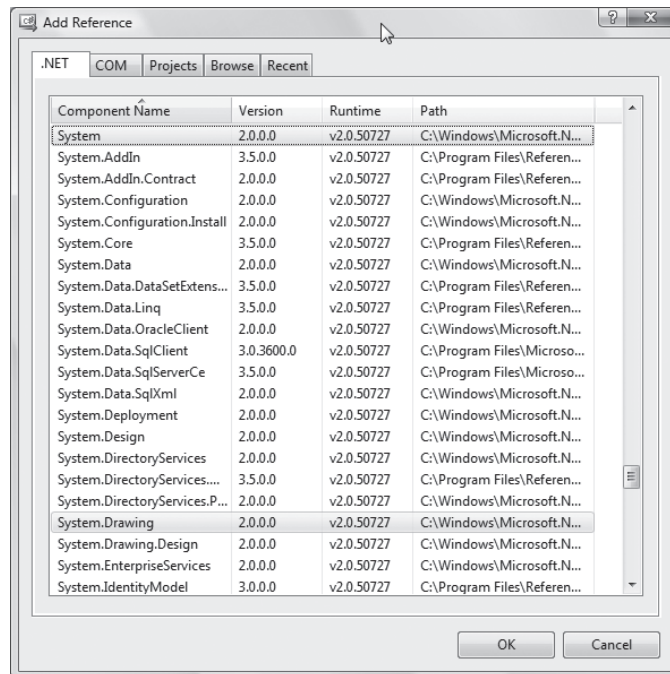 Add Reference
.NET COM Projects Browse Recent
Component Name Version Runtime Path
System 2.0.0.0 v2.0.50727 C:\Windows\Microsoft.N...
System.AddIn 3.5.0.0 v2.0.50727 C:\Program Files\Referen...
System.AddIn.Contract 2.0.0.0 v2.0.50727 C:\Program Files\Referen...
System.Configuration 2.0.0.0 v2.0.50727 C:\Windows\Microsoft.N...
System.Configuration.Install 2.0.0.0 v2.0.50727 C:\Windows\Microsoft.N...
System.Core 3.5.0.0 v2.0.50727 C:\Program Files\Referen...
System.Data 2.0.0.0 v2.0.50727 C:\Windows\Microsoft.N...
System.Data.DataSetExtens... 3.5.0.0 v2.0.50727 C:\Program Files\Referen...
System.Data.Linq 3.5.0.0 v2.0.50727 C:\Program Files\Referen...
System.Data.OracleClient 2.0.0.0 v2.0.50727 C:\Windows\Microsoft.N...
System.Data.SqlClient 3.0.3600.0 v2.0.50727 C:\Program Files\Microso...
System.Data.SqlServerCe 3.5.0.0 v2.0.50727 C:\Program Files\Microso...
System.Data.SqlXml 2.0.0.0 v2.0.50727 C:\Windows\Microsoft.N...
System.Deployment 2.0.0.0 v2.0.50727 C:\Windows\Microsoft.N...
System.Design 2.0.0.0 v2.0.50727 C:\Windows\Microsoft.N...
System.DirectoryServices 2.0.0.0 v2.0.50727 C:\Windows\Microsoft.N...
System.DirectoryServices.... 3.5.0.0 v2.0.50727 C:\Program Files\Referen...
System.DirectoryServices.P... 2.0.0.0 v2.0.50727 C:\Windows\Microsoft.N...
System.Drawing 2.0.0.0 v2.0.50727 C:\Windows\Microsoft.N...
System.Drawing.Design 2.0.0.0 v2.0.50727 C:\Windows\Microsoft.N...
System.EnterpriseServices 2.0.0.0 v2.0.50727 C:\Windows\Microsoft.N...
System.IdentityModel 3.0.0.0 v2.0.50727 C:\Program Files\Referen...
OK Cancel